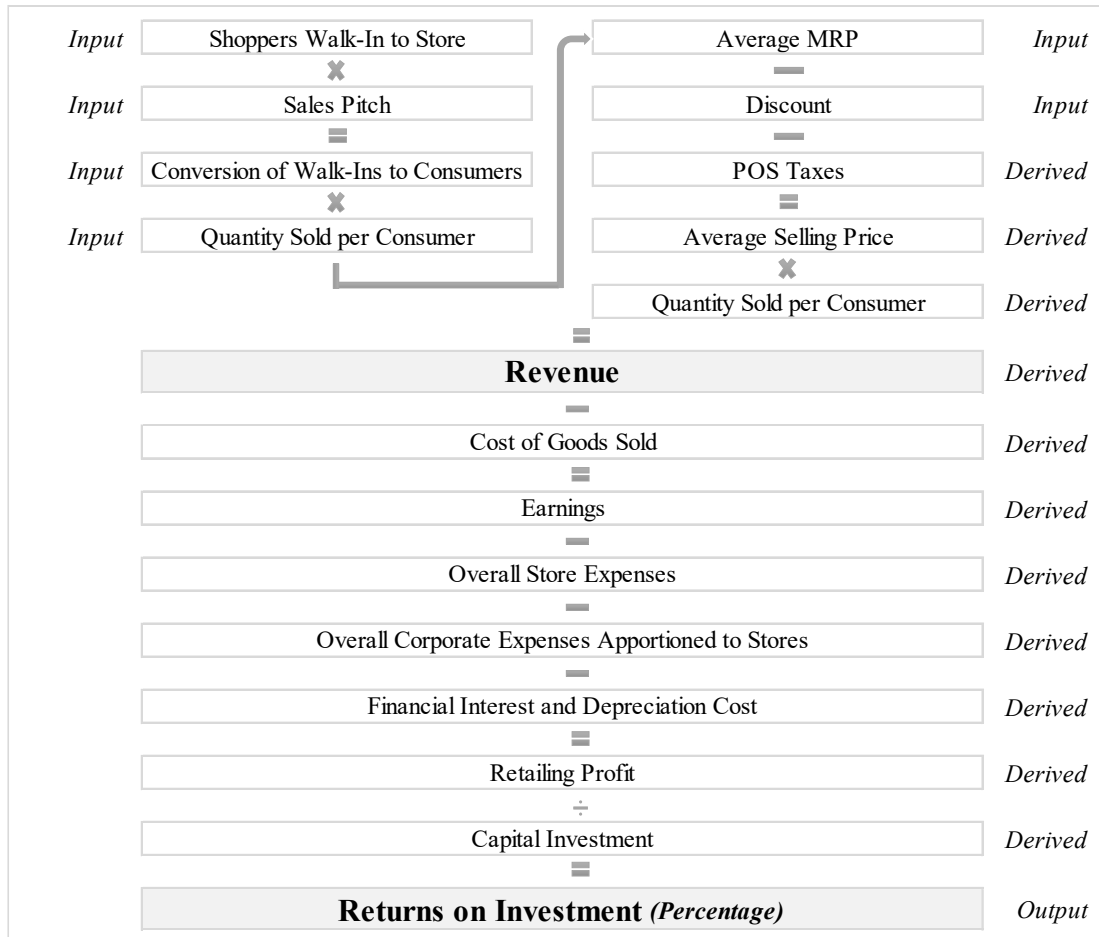 Input Shoppers Walk-In to Store
×
Input Sales Pitch
=
Input Conversion of Walk-Ins to Consumers
×
Input Quantity Sold per Consumer
Average MRP Input
−
Discount Input
−
POS Taxes Derived
=
Average Selling Price Derived
×
Quantity Sold per Consumer Derived
=
Revenue Derived
−
Cost of Goods Sold Derived
=
Earnings Derived
−
Overall Store Expenses Derived
−
Overall Corporate Expenses Apportioned to Stores Derived
−
Financial Interest and Depreciation Cost Derived
=
Retailing Profit Derived
÷
Capital Investment Derived
=
Returns on Investment (Percentage) Output